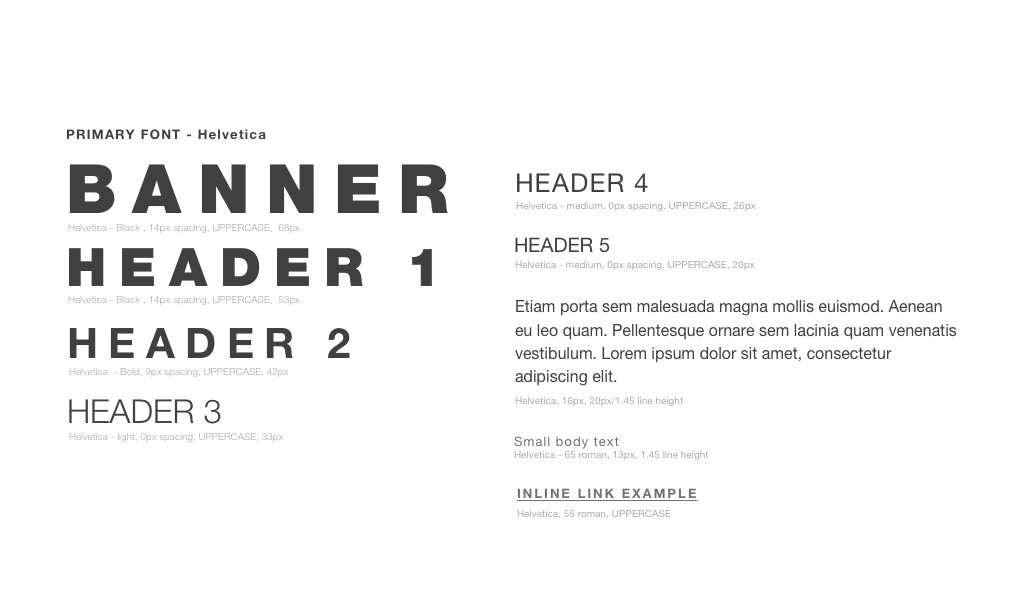 PRIMARY FONT - Helvetica
BANNER
Helvetica - Black , 14px spacing, UPPERCASE,  68px
HEADER 1
Helvetica - Black , 14px spacing, UPPERCASE,  53px
HEADER 2
Helvetica  - Bold, 9px spacing, UPPERCASE, 42px
HEADER 3
Helvetica - light, 0px spacing, UPPERCASE, 33px
HEADER 4
Helvetica - medium, 0px spacing, UPPERCASE, 26px
HEADER 5
Helvetica - medium, 0px spacing, UPPERCASE, 20px
Etiam porta sem malesuada magna mollis euismod. Aenean
eu leo quam. Pellentesque ornare sem lacinia quam venenatis
vestibulum. Lorem ipsum dolor sit amet, consectetur
adipiscing elit.
Helvetica, 16px, 20px/1.45 line height
Small body text
Helvetica - 65 roman, 13px, 1.45 line height
INLINE LINK EXAMPLE
Helvetica, 55 roman, UPPERCASE